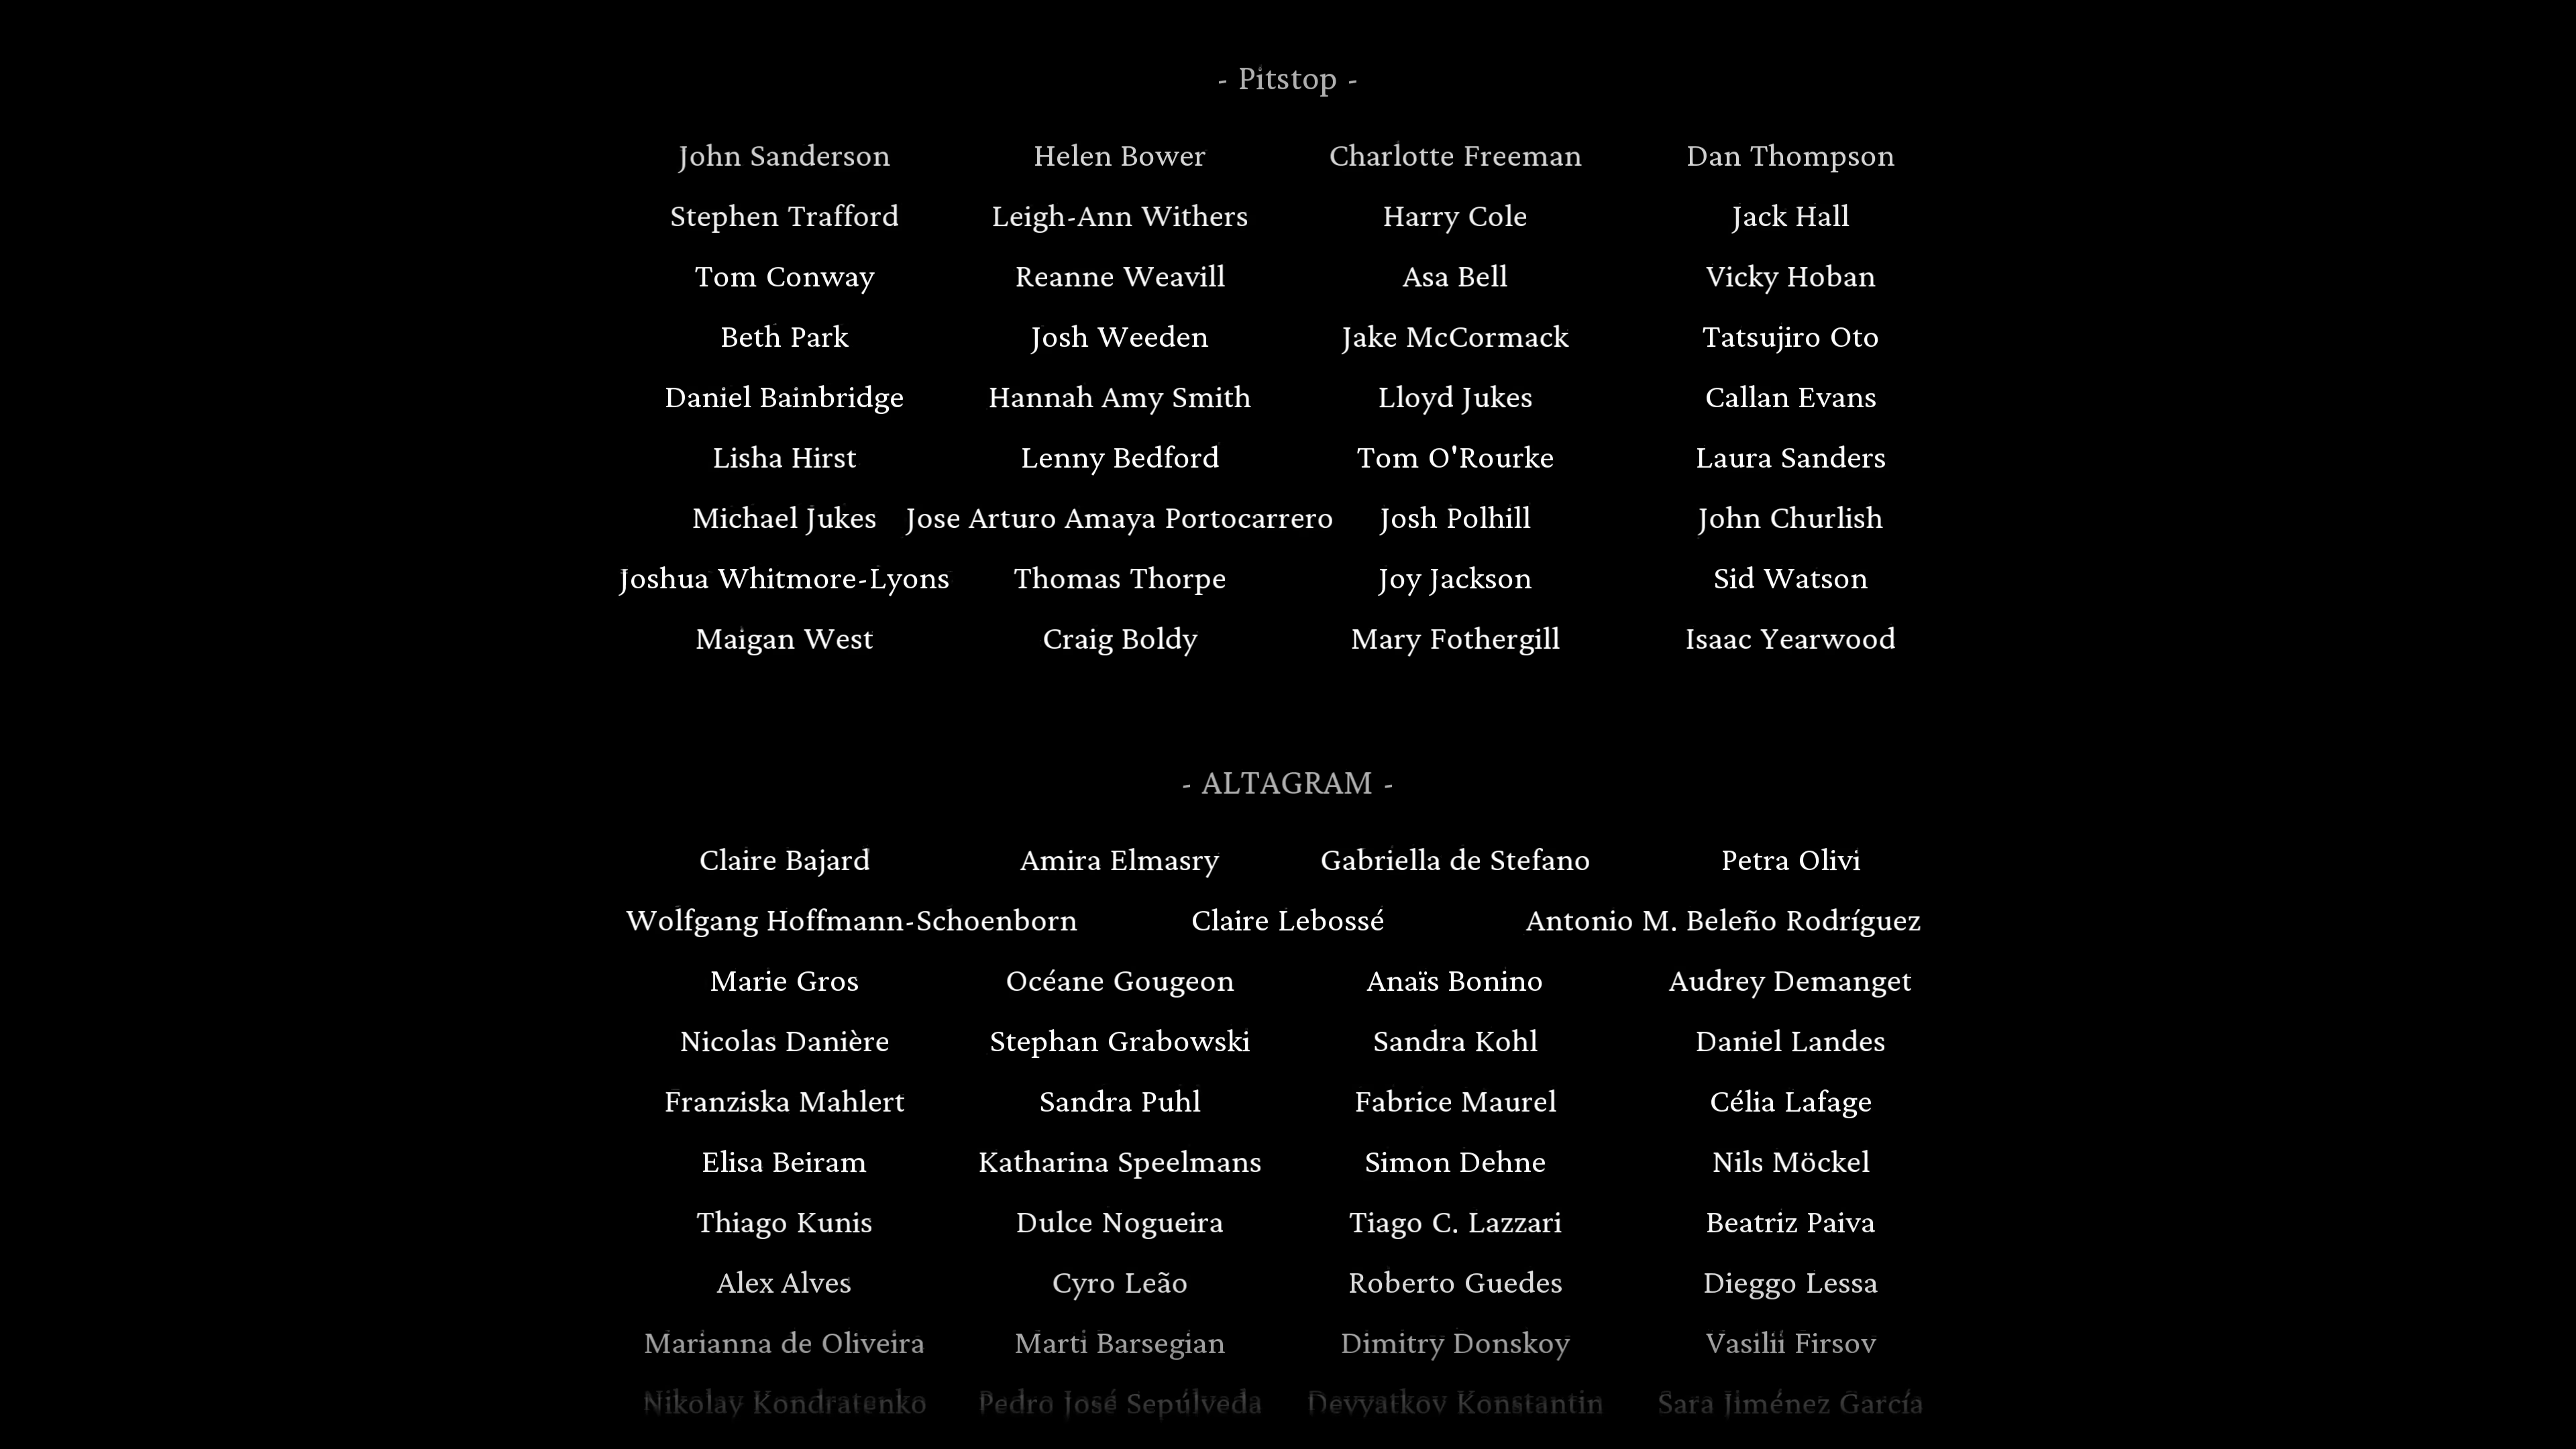 - Pitstop -
John Sanderson Helen Bower Charlotte Freeman Dan Thompson
Stephen Trafford Leigh-Ann Withers Harry Cole Jack Hall
Tom Conway Reanne Weavill Asa Bell Vicky Hoban
Beth Park Josh Weeden Jake McCormack Tatsujiro Oto
Daniel Bainbridge Hannah Amy Smith Lloyd Jukes Callan Evans
Lisha Hirst Lenny Bedford Tom O'Rourke Laura Sanders
Michael Jukes Jose Arturo Amaya Portocarrero Josh Polhill John Churlish
Joshua Whitmore-Lyons Thomas Thorpe Joy Jackson Sid Watson
Maigan West Craig Boldy Mary Fothergill Isaac Yearwood
- ALTAGRAM -
Claire Bajard Amira Elmasry Gabriella de Stefano Petra Olivi
Wolfgang Hoffmann-Schoenborn Claire Lebossé Antonio M. Beleño Rodríguez
Marie Gros Océane Gougeon Anaïs Bonino Audrey Demanget
Nicolas Danière Stephan Grabowski Sandra Kohl Daniel Landes
Franziska Mahlert Sandra Puhl Fabrice Maurel Célia Lafage
Elisa Beiram Katharina Speelmans Simon Dehne Nils Möckel
Thiago Kunis Dulce Nogueira Tiago C. Lazzari Beatriz Paiva
Alex Alves Cyro Leão Roberto Guedes Dieggo Lessa
Marianna de Oliveira Marti Barsegian Dimitry Donskoy Vasilii Firsov
Nikolay Kondratenko Pedro José Sepúlveda Devyatkov Konstantin Sara Jiménez García